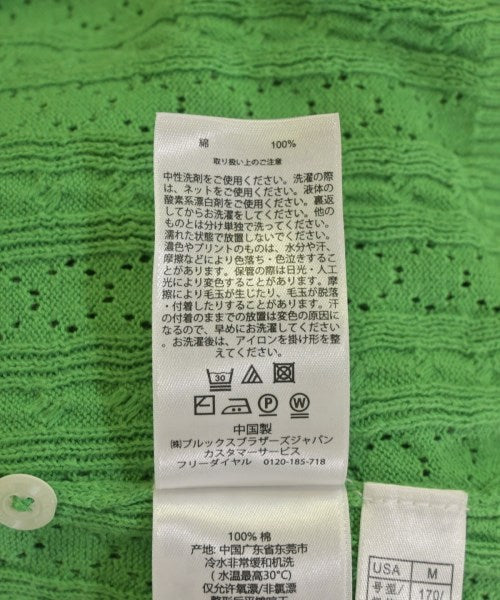 綿 100%
取り扱い上のご注意
中性洗剤をご使用ください。洗濯の際
は、ネットをご使用ください。液体の
酸素系漂白剤をご使用ください。裏返
してからお洗濯をしてください。他の
ものとは分け単独で洗ってください。
濡れた状態で放置しないでください。
濃色やプリントのものは、水分や汗、
摩擦などにより色落ち・色泣きするこ
とがあります。保管の際は日光・人工
光により変色することがあります。摩
擦により毛玉が生じたり、毛玉が脱落
・付着したりすることがあります。汗
の付着のままでの放置は変色の原因に
なるので、早めにお洗濯してください
。お洗濯後は、アイロンを掛け形を整
えてください。
30
P W
中国製
㈱ブルックスブラザーズジャパン
カスタマーサービス
フリーダイヤル 0120-185-718
100% 棉
产地: 中国广东省东莞市
冷水非常缓和机洗
( 水温最高30℃)
仅允许氧漂/非氯漂
USA M
号型/ 170/